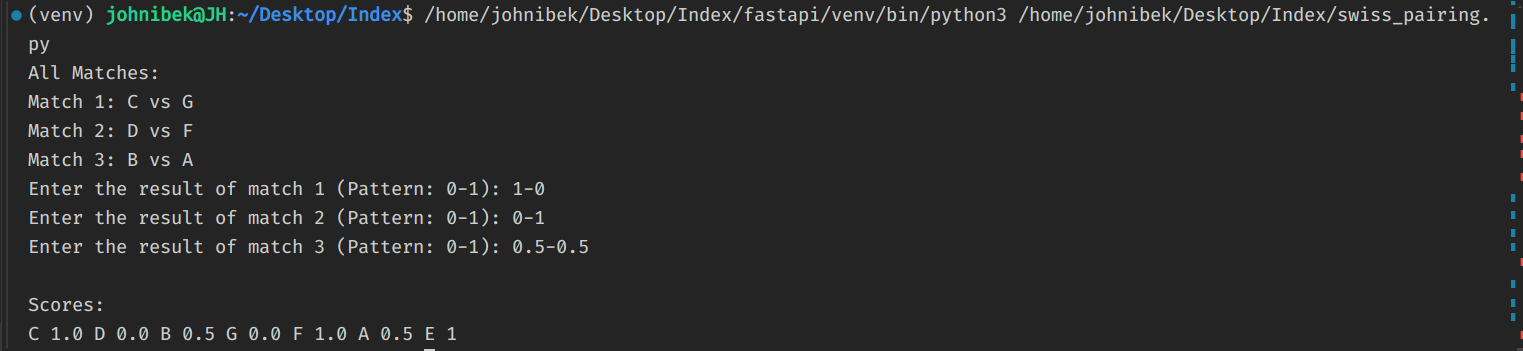 (venv) johnibek@JH:~/Desktop/Index$ /home/johnibek/Desktop/Index/fastapi/venv/bin/python3 /home/johnibek/Desktop/Index/swiss_pairing.
py
All Matches:
Match 1: C vs G
Match 2: D vs F
Match 3: B vs A
Enter the result of match 1 (Pattern: 0-1): 1-0
Enter the result of match 2 (Pattern: 0-1): 0-1
Enter the result of match 3 (Pattern: 0-1): 0.5-0.5
Scores:
C 1.0 D 0.0 B 0.5 G 0.0 F 1.0 A 0.5 E 1